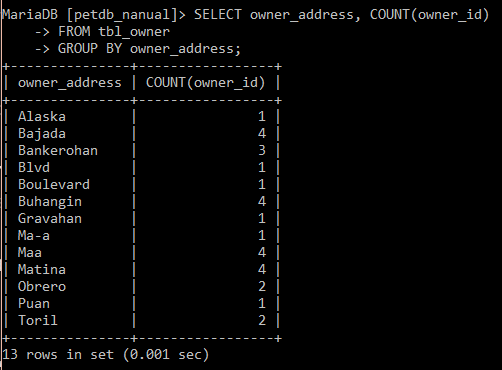 MariaDB [petdb_nanual]> SELECT owner_address, COUNT(owner_id)
    -> FROM tbl_owner
    -> GROUP BY owner_address;
+---------------+-----------------+
| owner_address | COUNT(owner_id) |
+---------------+-----------------+
| Alaska        |               1 |
| Bajada        |               4 |
| Bankerohan    |               3 |
| Blvd          |               1 |
| Boulevard     |               1 |
| Buhangin      |               4 |
| Gravahan      |               1 |
| Ma-a          |               1 |
| Maa           |               4 |
| Matina        |               4 |
| Obrero        |               2 |
| Puan          |               1 |
| Toril         |               2 |
+---------------+-----------------+
13 rows in set (0.001 sec)